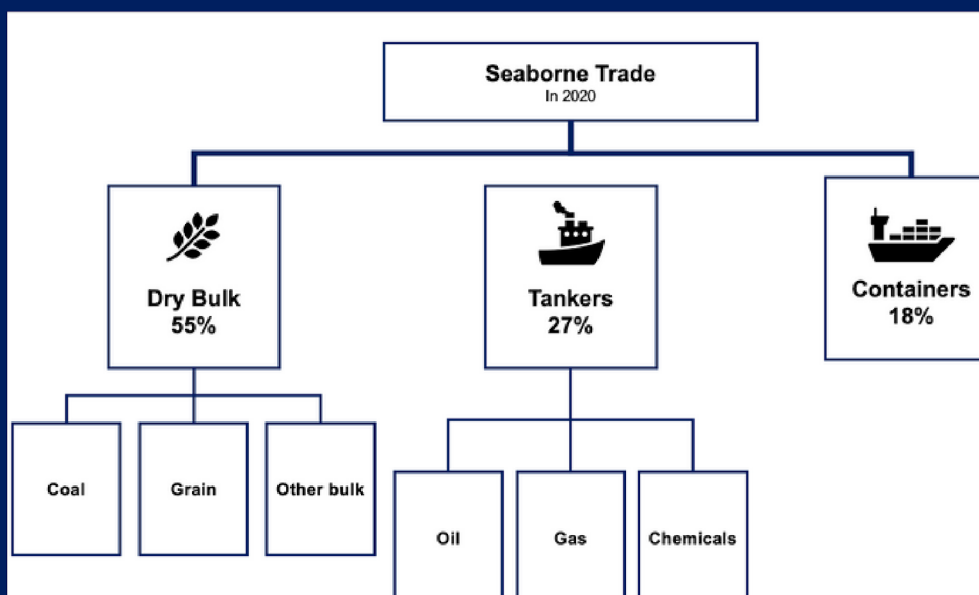 Seaborne Trade
In 2020
Dry Bulk
55%
Tankers
27%
Containers
18%
Coal
Grain
Other bulk
Oil
Gas
Chemicals